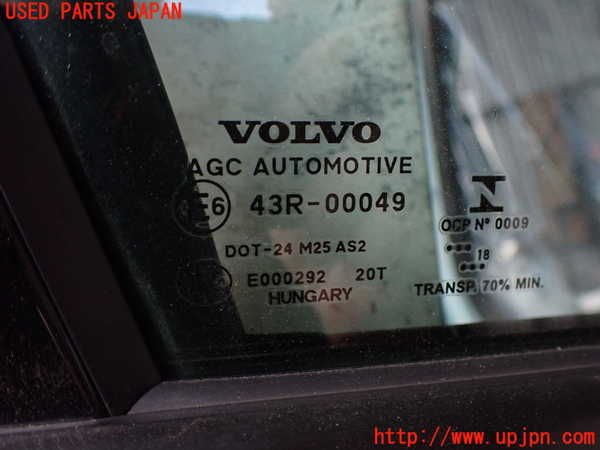 USED PARTS JAPAN
VOLVO
AGC AUTOMOTIVE
E6 43R-00049
DOT-24 M25 AS2
E000292 20T
HUNGARY
N
OCP Nº 0009
18
TRANSP. 70% MIN.
http://www.upjpn.com/